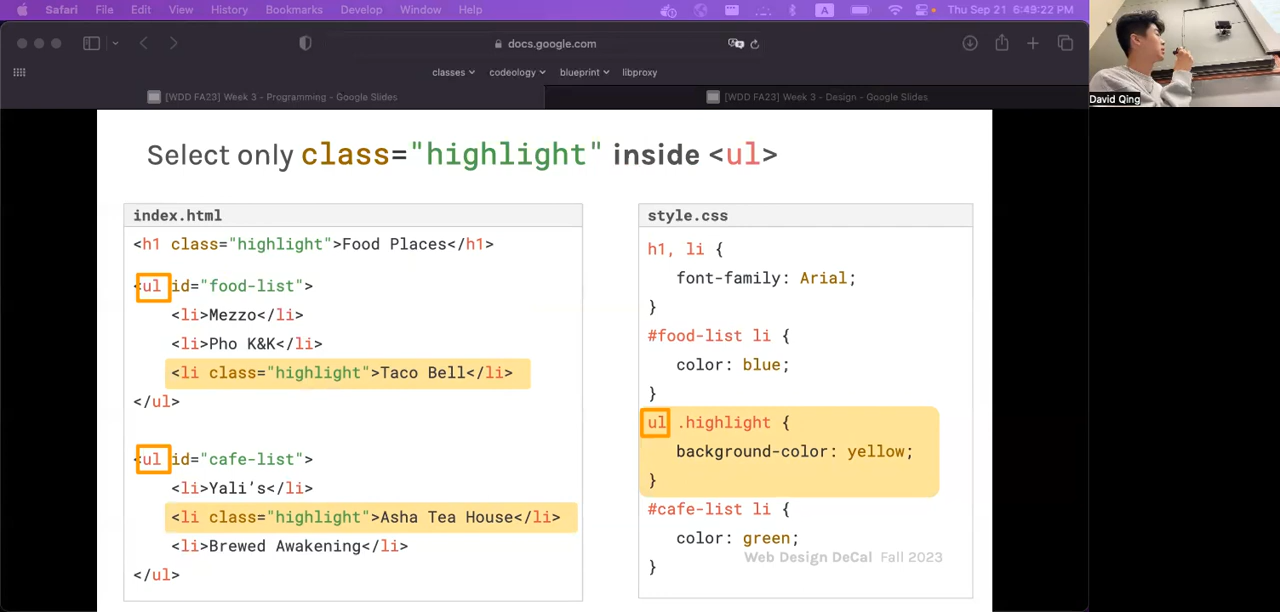 Safari File Edit View History Bookmarks Develop Window Help A Thu Sep 21 6:49:22 PM
docs.google.com
classes codeology blueprint libproxy
[WDD FA23] Week 3 - Programming - Google Slides [WDD FA23] Week 3 - Design - Google Slides
David Qing
Select only class="highlight" inside <ul>
index.html
<h1 class="highlight">Food Places</h1>
<ul id="food-list">
<li>Mezzo</li>
<li>Pho K&K</li>
<li class="highlight">Taco Bell</li>
</ul>
<ul id="cafe-list">
<li>Yali's</li>
<li class="highlight">Asha Tea House</li>
<li>Brewed Awakening</li>
</ul>
style.css
h1, li {
font-family: Arial;
}
#food-list li {
color: blue;
}
ul .highlight {
background-color: yellow;
}
#cafe-list li {
color: green;
}
Web Design DeCal Fall 2023